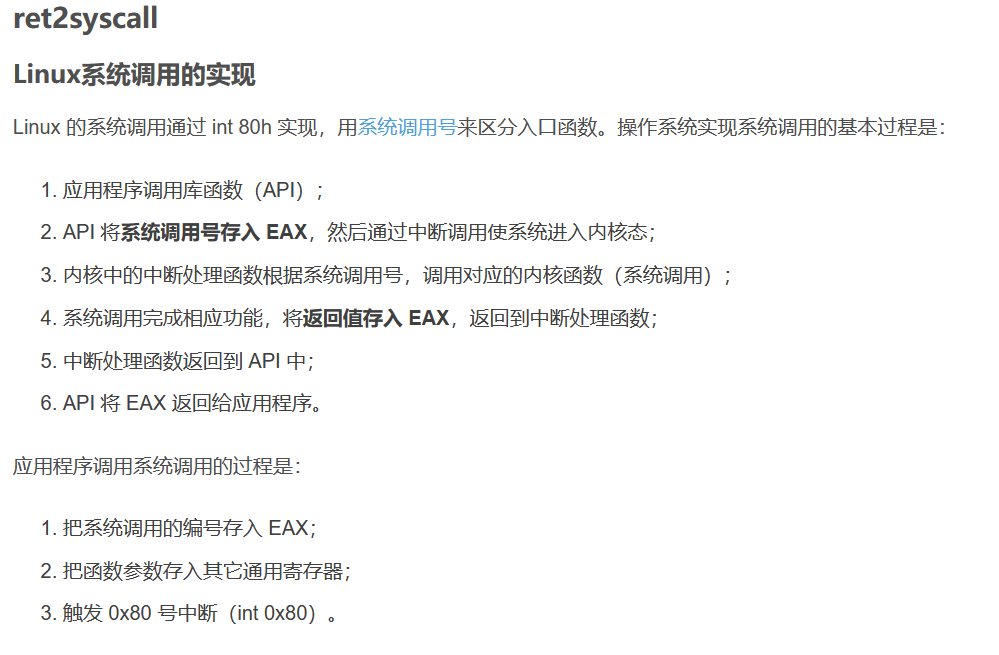 ret2syscall
Linux系统调用的实现
Linux 的系统调用通过 int 80h 实现，用系统调用号来区分入口函数。操作系统实现系统调用的基本过程是：
1. 应用程序调用库函数（API）；
2. API 将系统调用号存入 EAX，然后通过中断调用使系统进入内核态；
3. 内核中的中断处理函数根据系统调用号，调用对应的内核函数（系统调用）；
4. 系统调用完成相应功能，将返回值存入 EAX，返回到中断处理函数；
5. 中断处理函数返回到 API 中；
6. API 将 EAX 返回给应用程序。
应用程序调用系统调用的过程是：
1. 把系统调用的编号存入 EAX；
2. 把函数参数存入其它通用寄存器；
3. 触发 0x80 号中断（int 0x80）。